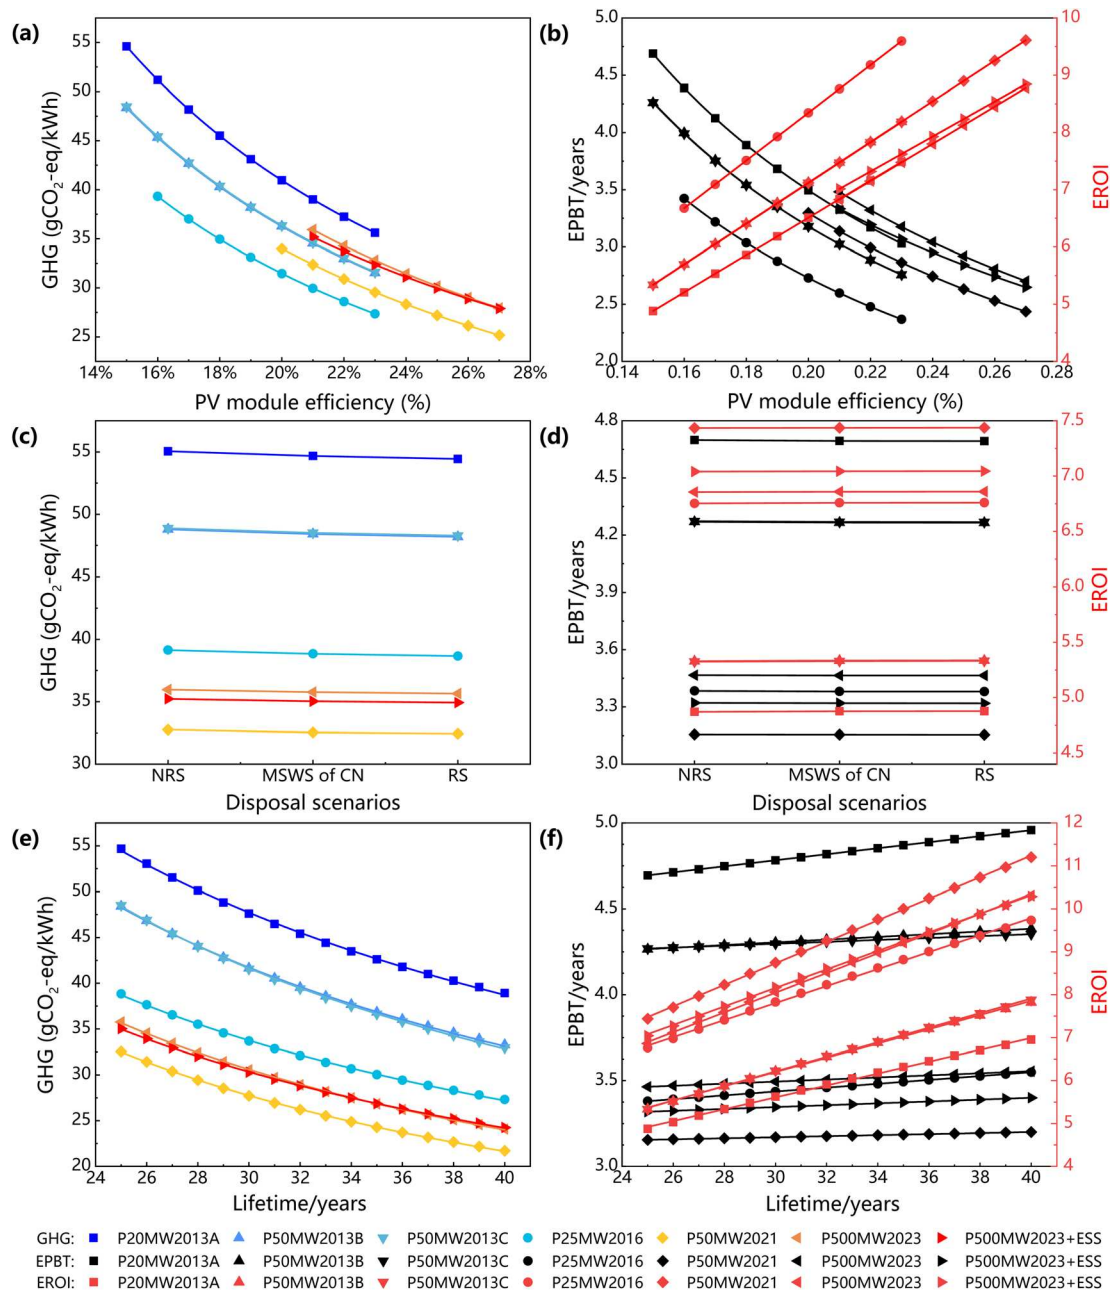 (a)
55
50
45
40
35
30
25
GHG (gCO₂-eq/kWh)
14% 16% 18% 20% 22% 24% 26% 28%
PV module efficiency (%)
(b)
5.0
4.5
4.0
3.5
3.0
2.5
2.0
EPBT/years
10
9
8
7
6
5
4
EROI
0.14 0.16 0.18 0.20 0.22 0.24 0.26 0.28
PV module efficiency (%)
(c)
55
50
45
40
35
30
GHG (gCO₂-eq/kWh)
NRS MSWS of CN RS
Disposal scenarios
(d)
4.8
4.5
4.2
3.9
3.6
3.3
3.0
EPBT/years
7.5
7.0
6.5
6.0
5.5
5.0
4.5
EROI
NRS MSWS of CN RS
Disposal scenarios
(e)
55
50
45
40
35
30
25
20
GHG (gCO₂-eq/kWh)
24 26 28 30 32 34 36 38 40
Lifetime/years
(f)
5.0
4.5
4.0
3.5
3.0
EPBT/years
12
11
10
9
8
7
6
5
4
EROI
24 26 28 30 32 34 36 38 40
Lifetime/years
GHG: P20MW2013A P50MW2013B P50MW2013C P25MW2016 P50MW2021 P500MW2023 P500MW2023+ESS
EPBT: P20MW2013A P50MW2013B P50MW2013C P25MW2016 P50MW2021 P500MW2023 P500MW2023+ESS
EROI: P20MW2013A P50MW2013B P50MW2013C P25MW2016 P50MW2021 P500MW2023 P500MW2023+ESS